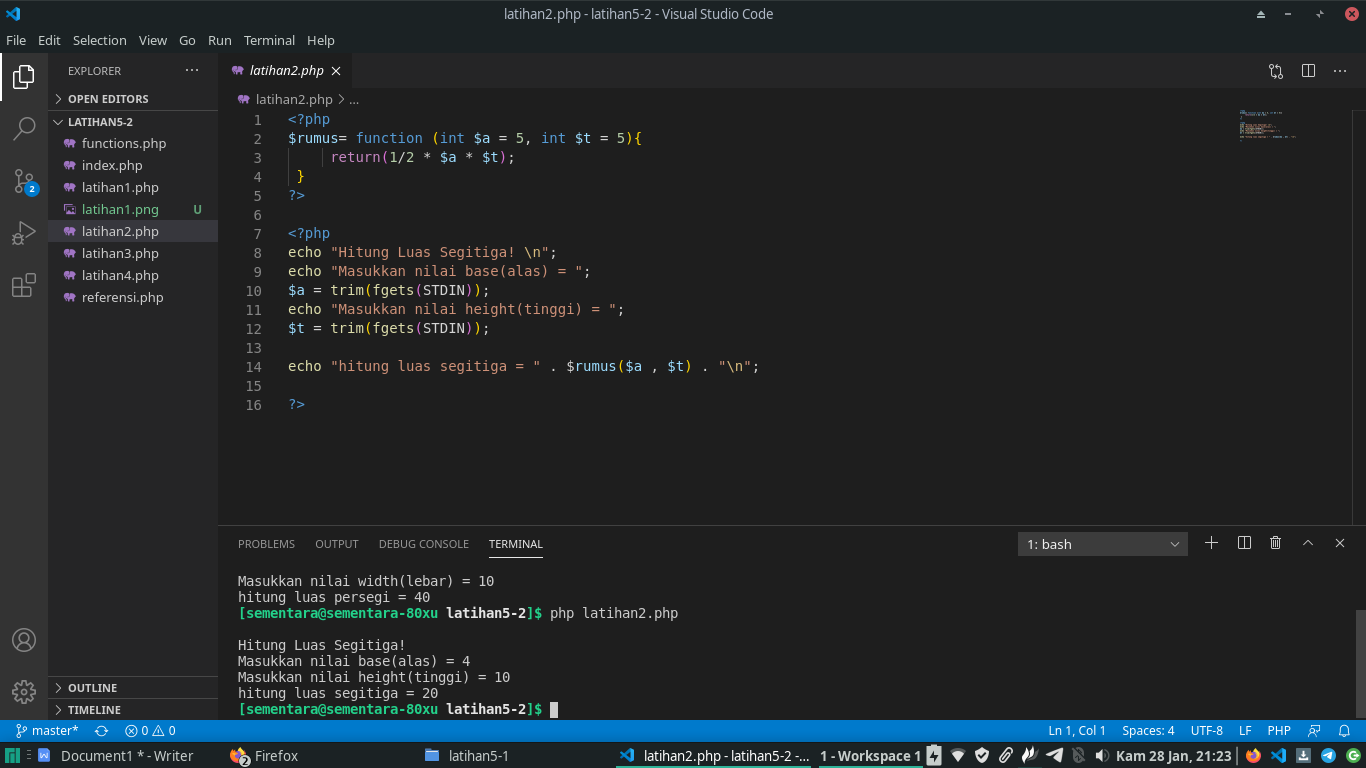 latihan2.php - latihan5-2 - Visual Studio Code
File Edit Selection View Go Run Terminal Help
EXPLORER
OPEN EDITORS
LATIHAN5-2
functions.php
index.php
latihan1.php
latihan1.png U
latihan2.php
latihan3.php
latihan4.php
referensi.php
OUTLINE
TIMELINE
2
latihan2.php
latihan2.php > ...
1 <?php
2 $rumus= function (int $a = 5, int $t = 5){
3 return(1/2 * $a * $t);
4 }
5 ?>
6
7 <?php
8 echo "Hitung Luas Segitiga! \n";
9 echo "Masukkan nilai base(alas) = ";
10 $a = trim(fgets(STDIN));
11 echo "Masukkan nilai height(tinggi) = ";
12 $t = trim(fgets(STDIN));
13
14 echo "hitung luas segitiga = " . $rumus($a , $t) . "\n";
15
16 ?>
PROBLEMS OUTPUT DEBUG CONSOLE TERMINAL 1: bash
Masukkan nilai width(lebar) = 10
hitung luas persegi = 40
[sementara@sementara-80xu latihan5-2]$ php latihan2.php
Hitung Luas Segitiga!
Masukkan nilai base(alas) = 4
Masukkan nilai height(tinggi) = 10
hitung luas segitiga = 20
[sementara@sementara-80xu latihan5-2]$
master* 0 0 Ln 1, Col 1 Spaces: 4 UTF-8 LF PHP
Document1 * - Writer 2 Firefox latihan5-1 latihan2.php - latihan5-2 -... 1 - Workspace 1 Kam 28 Jan, 21:23